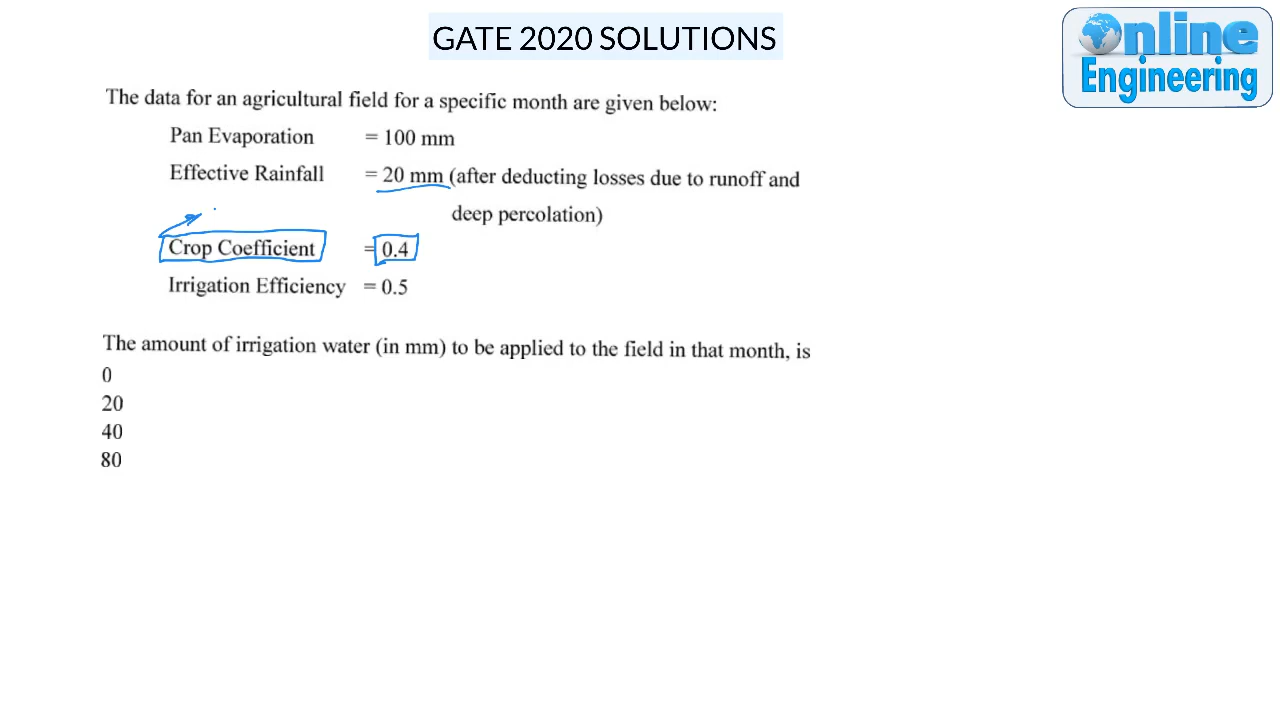 GATE 2020 SOLUTIONS
Online
Engineering
The data for an agricultural field for a specific month are given below:
Pan Evaporation = 100 mm
Effective Rainfall = 20 mm (after deducting losses due to runoff and
deep percolation)
Crop Coefficient = 0.4
Irrigation Efficiency = 0.5
The amount of irrigation water (in mm) to be applied to the field in that month, is
0
20
40
80